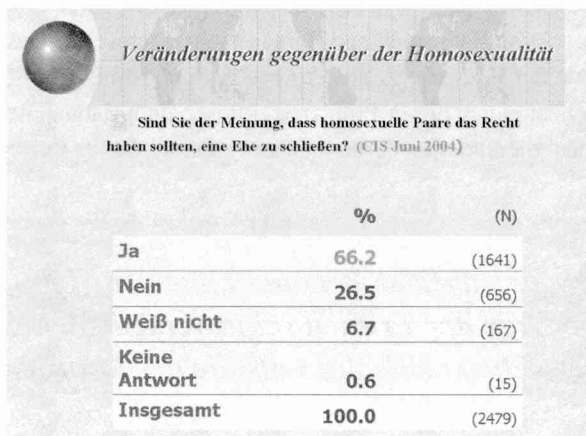 Veränderungen gegenüber der Homosexualität
Sind Sie der Meinung, dass homosexuelle Paare das Recht
haben sollten, eine Ehe zu schließen? (CIS Juni 2004)
% (N)
Ja 66.2 (1641)
Nein 26.5 (656)
Weiß nicht 6.7 (167)
Keine
Antwort 0.6 (15)
Insgesamt 100.0 (2479)